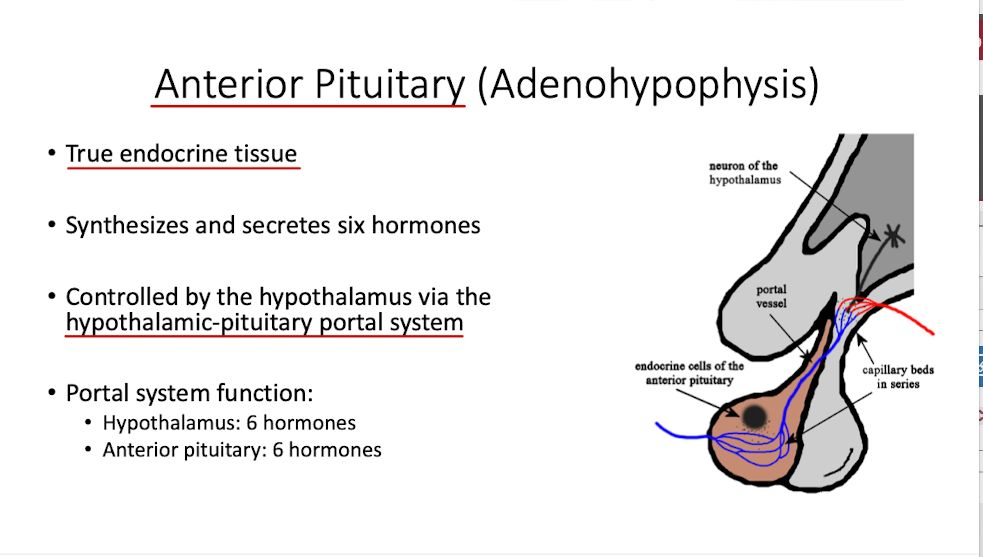 Anterior Pituitary (Adenohypophysis)
• True endocrine tissue
• Synthesizes and secretes six hormones
• Controlled by the hypothalamus via the
hypothalamic-pituitary portal system
• Portal system function:
• Hypothalamus: 6 hormones
• Anterior pituitary: 6 hormones
neuron of the
hypothalamus
portal
vessel
endocrine cells of the
anterior pituitary
capillary beds
in series